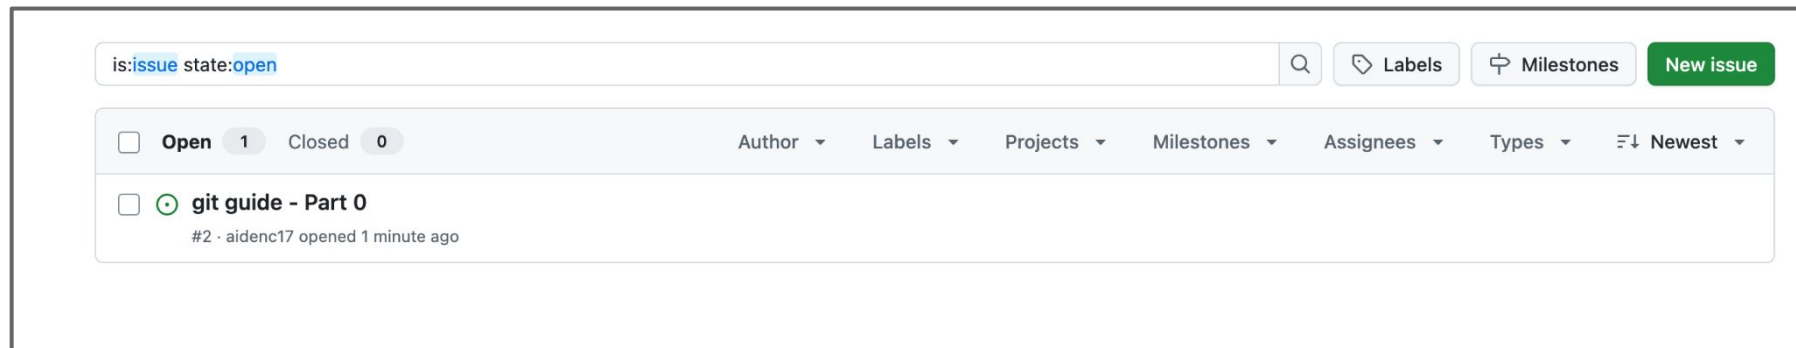 is:issue state:open
Labels
Milestones
New issue
Open 1 Closed 0 Author Labels Projects Milestones Assignees Types Newest
git guide - Part 0
#2 · aidenc17 opened 1 minute ago